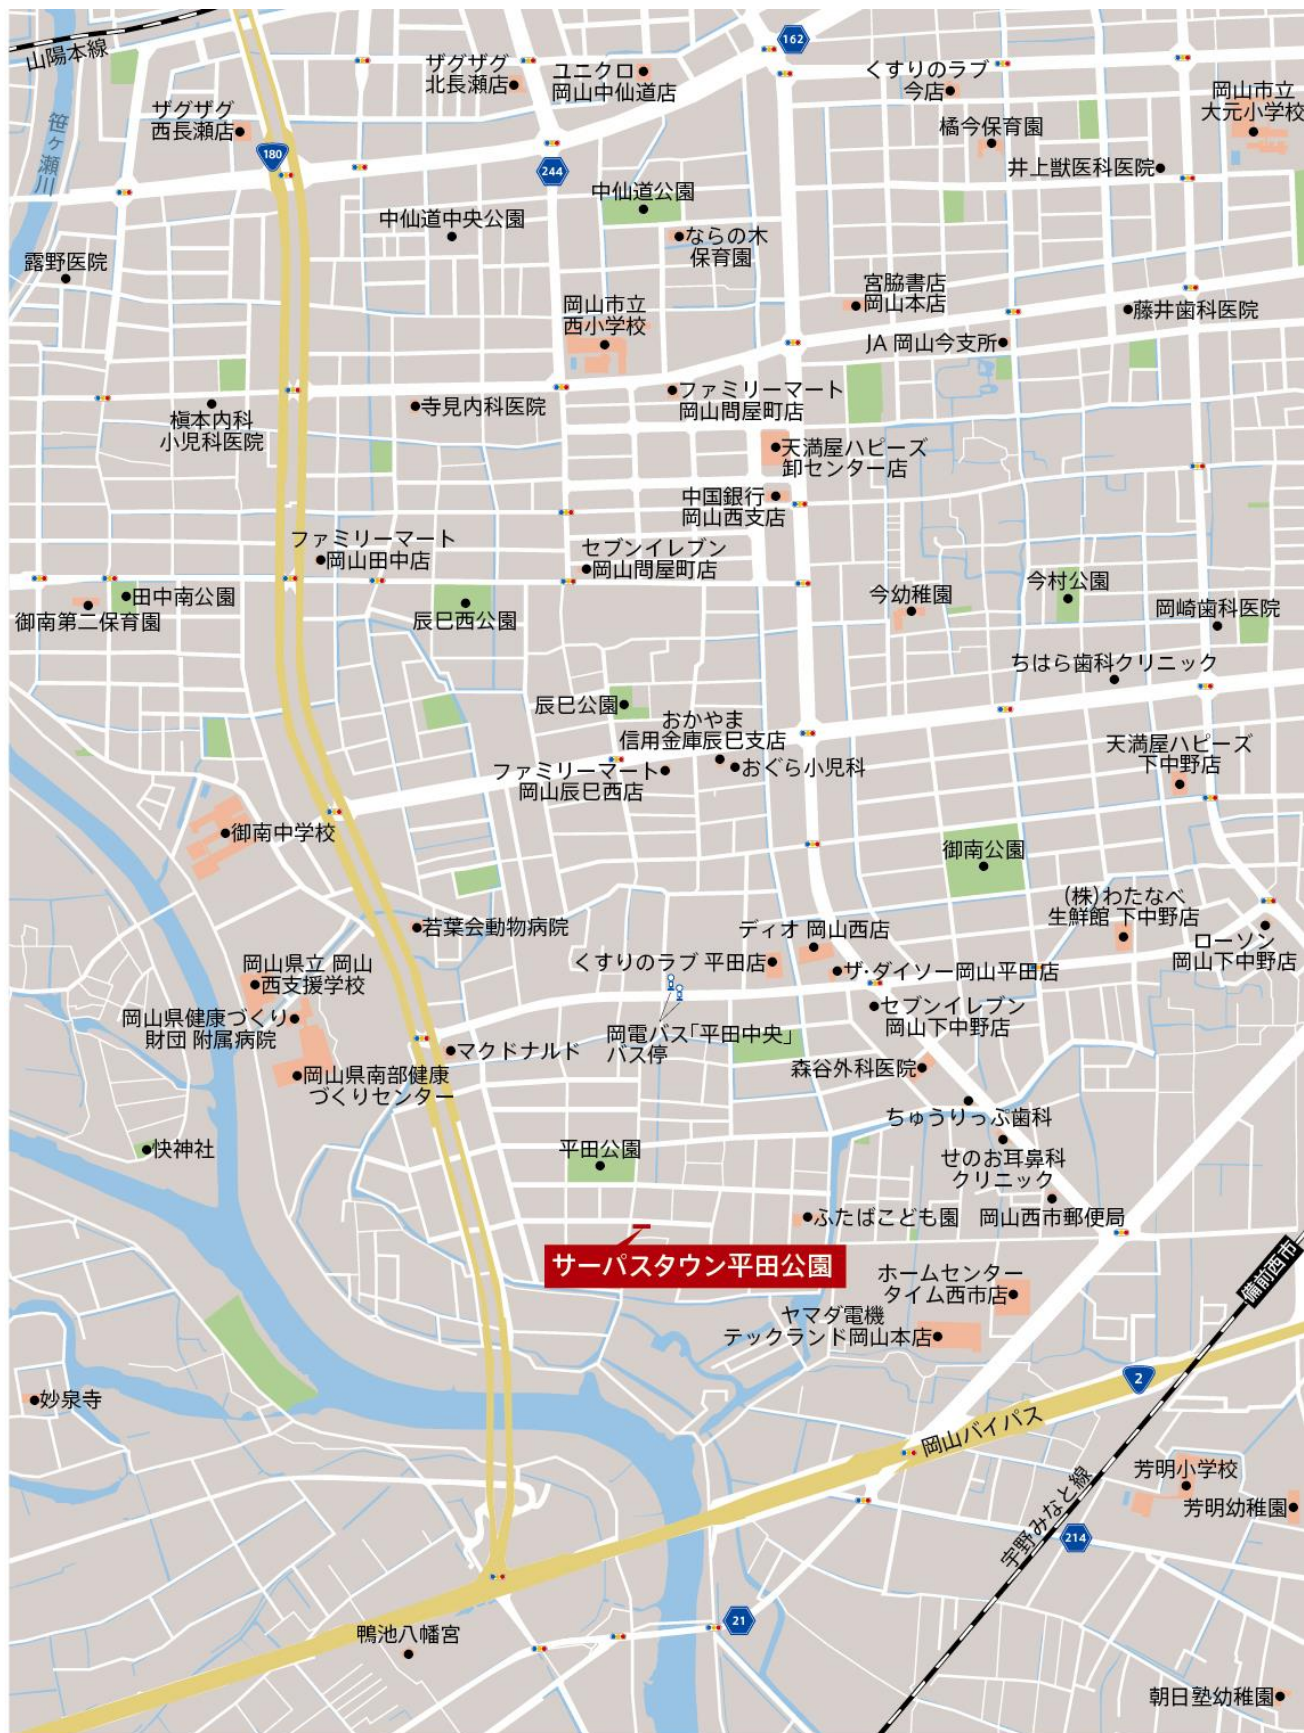 山陽本線
笹ヶ瀬川
162
ザグザグ
北長瀬店
ユニクロ
岡山中仙道店
くすりのラブ
今店
岡山市立
大元小学校
ザグザグ
西長瀬店
橘今保育園
180
244
井上獣医科医院
中仙道公園
中仙道中央公園
ならの木
保育園
露野医院
宮脇書店
岡山本店
岡山市立
西小学校
藤井歯科医院
JA 岡山今支所
ファミリーマート
岡山問屋町店
寺見内科医院
槇本内科
小児科医院
天満屋ハピーズ
卸センター店
中国銀行
岡山西支店
ファミリーマート
岡山田中店
セブンイレブン
岡山問屋町店
田中南公園
御南第二保育園
辰巳西公園
今幼稚園
今村公園
岡崎歯科医院
ちはら歯科クリニック
辰巳公園
おかやま
信用金庫辰巳支店
おぐら小児科
ファミリーマート
岡山辰巳西店
天満屋ハピーズ
下中野店
御南中学校
御南公園
(株)わたなべ
生鮮館 下中野店
若葉会動物病院
ディオ 岡山西店
ローソン
岡山下中野店
くすりのラブ 平田店
ザ・ダイソー岡山平田店
岡山県立 岡山
西支援学校
セブンイレブン
岡山下中野店
岡山県健康づくり
財団 附属病院
岡電バス「平田中央」
バス停
マクドナルド
森谷外科医院
岡山県南部健康
づくりセンター
ちゅうりっぷ歯科
快神社
平田公園
せのお耳鼻科
クリニック
ふたばこども園
岡山西市郵便局
サーパスタウン平田公園
備前西市
ホームセンター
タイム西市店
ヤマダ電機
テックランド岡山本店
2
妙泉寺
岡山バイパス
芳明小学校
芳明幼稚園
宇野みなと線
214
21
鴨池八幡宮
朝日塾幼稚園